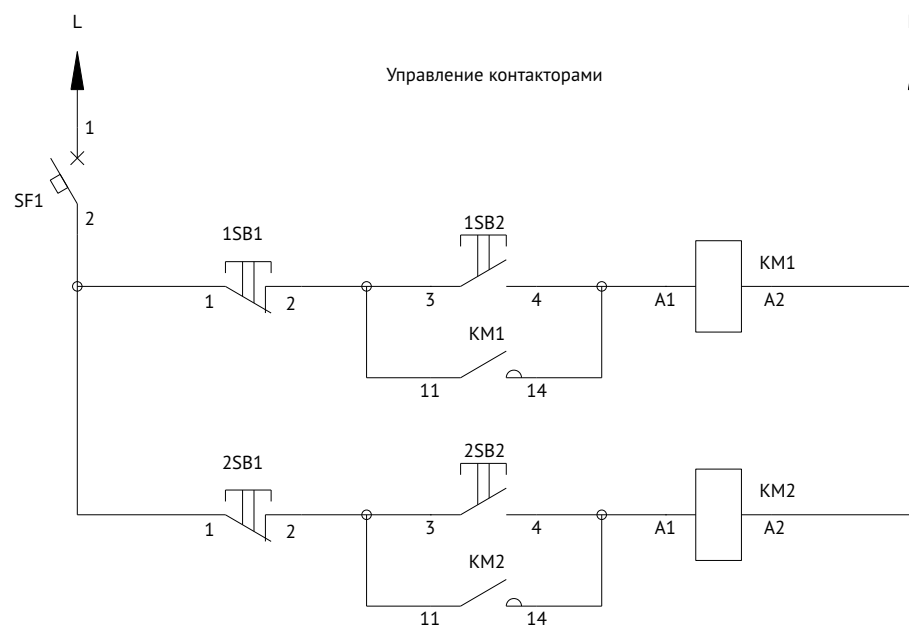 L
Управление контакторами
1
SF1
2
1SB1
1SB2
KM1
1
2
3
4
A1
A2
KM1
11
14
2SB1
2SB2
KM2
1
2
3
4
A1
A2
KM2
11
14